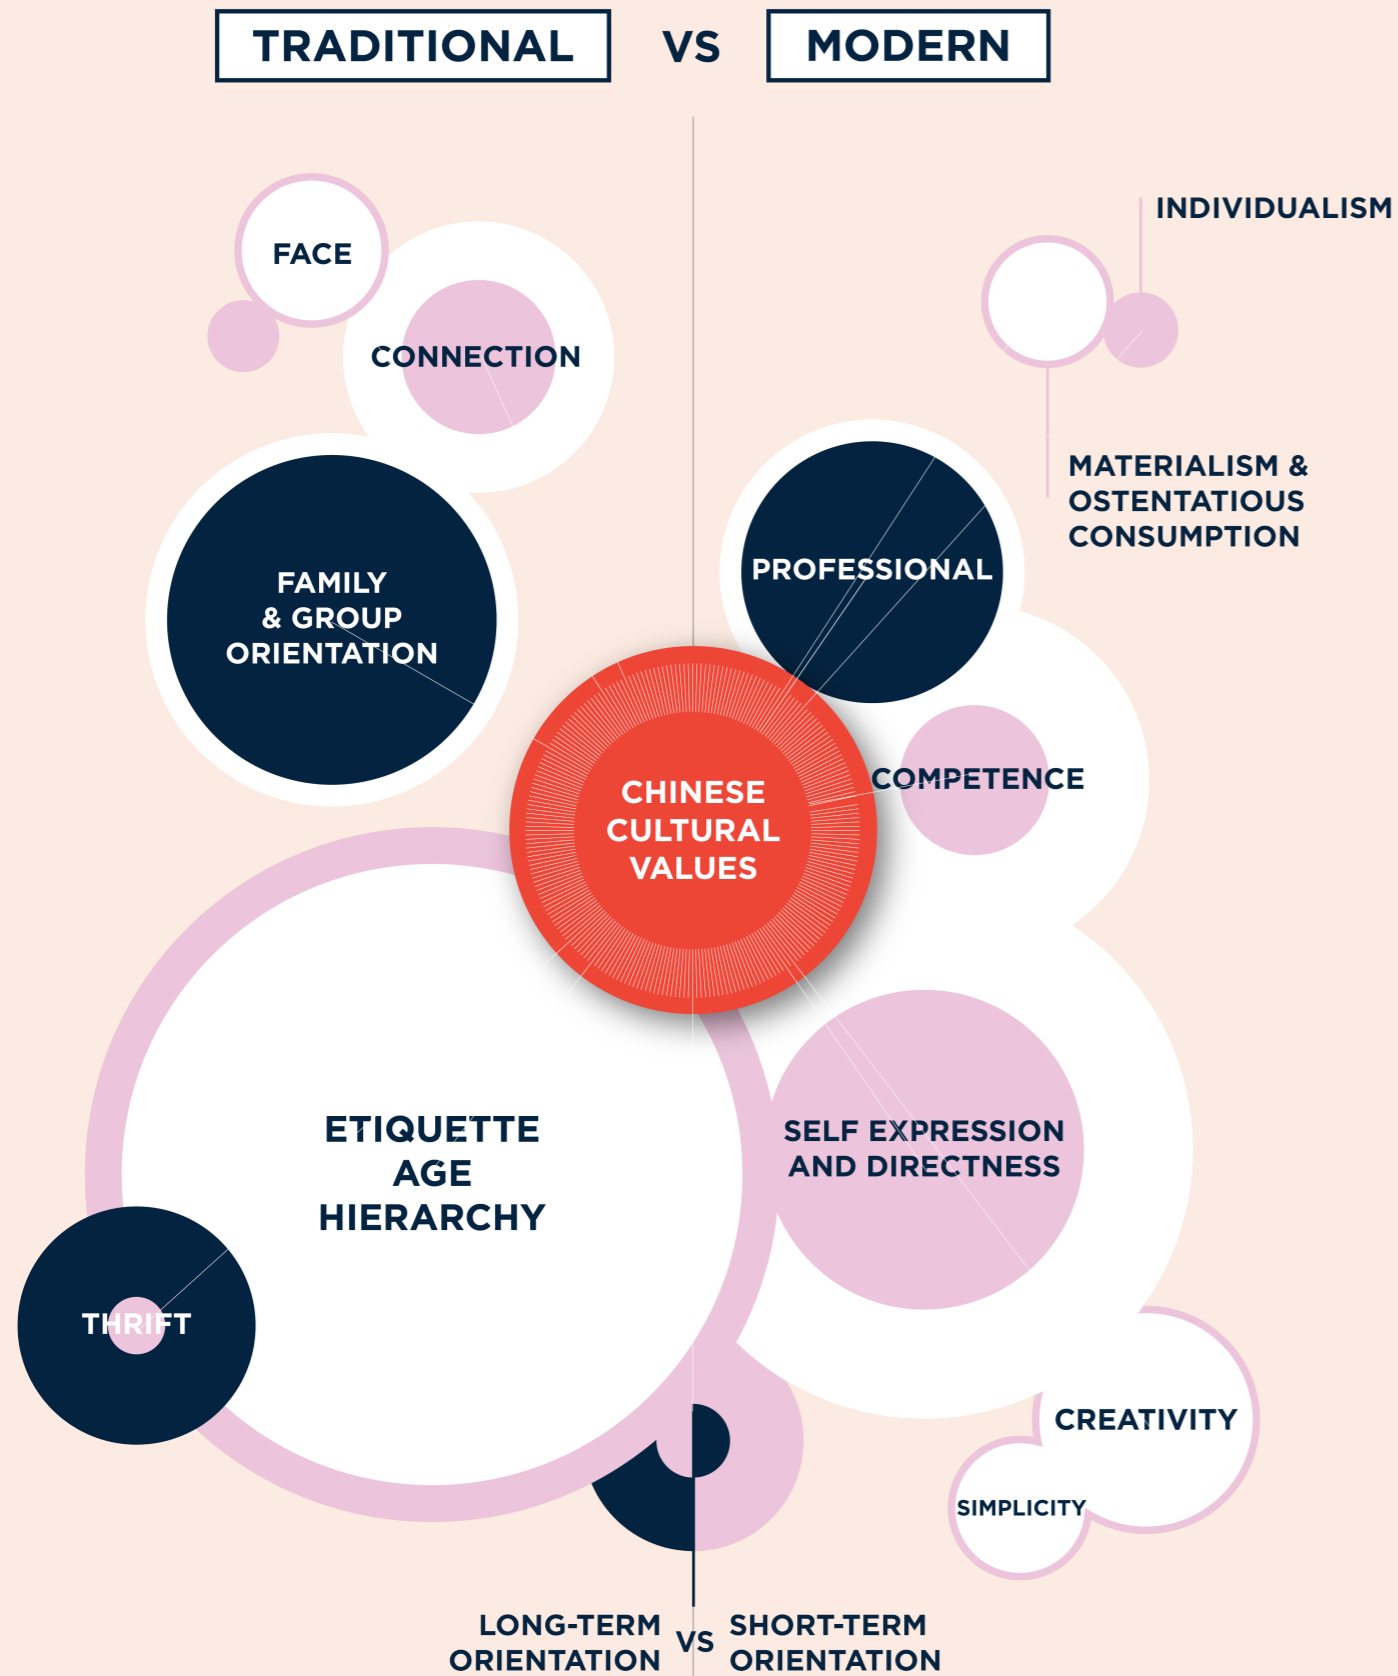 TRADITIONAL VS MODERN
FACE
CONNECTION
FAMILY
& GROUP
ORIENTATION
INDIVIDUALISM
MATERIALISM &
OSTENTATIOUS
CONSUMPTION
PROFESSIONAL
COMPETENCE
CHINESE
CULTURAL
VALUES
ETIQUETTE
AGE
HIERARCHY
THRIFT
SELF EXPRESSION
AND DIRECTNESS
CREATIVITY
SIMPLICITY
LONG-TERM
ORIENTATION
VS
SHORT-TERM
ORIENTATION